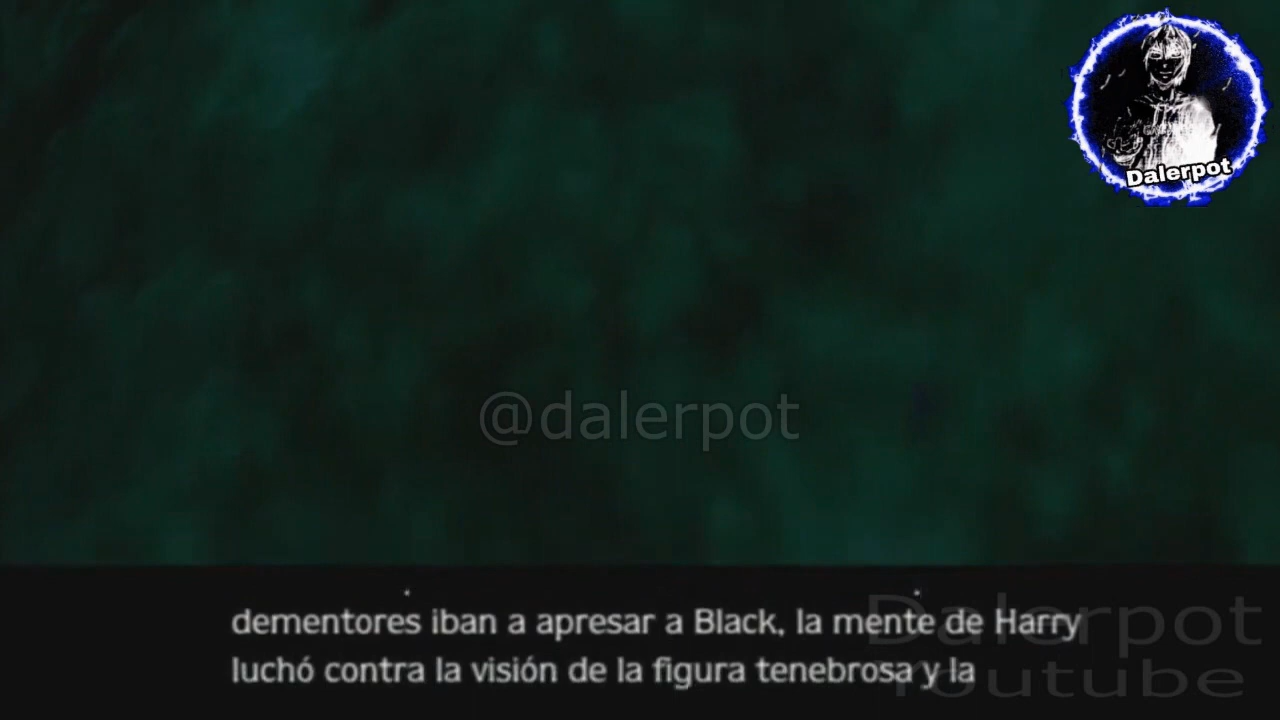 Dalerpot
@dalerpot
dementores iban a apresar a Black, la mente de Harry
luchó contra la visión de la figura tenebrosa y la
Dalerpot
Youtube